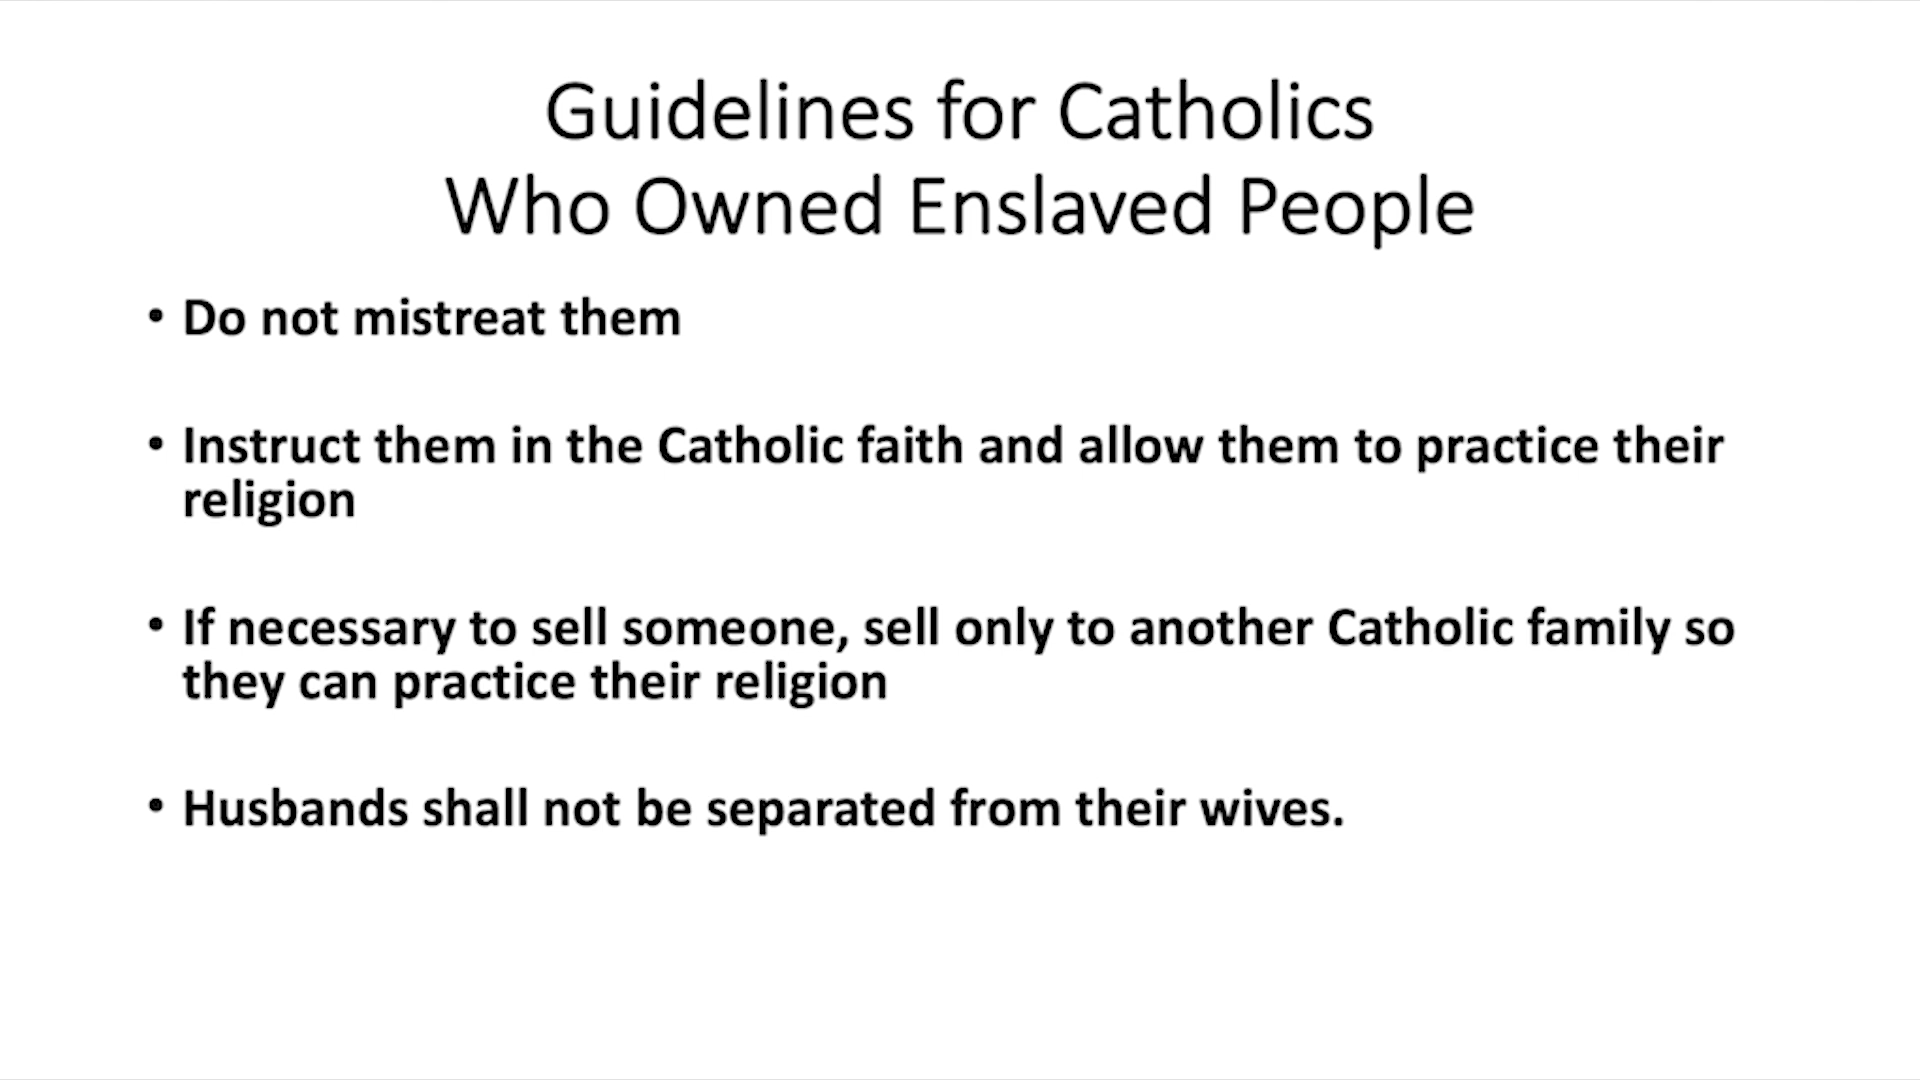 Guidelines for Catholics
Who Owned Enslaved People
• Do not mistreat them
• Instruct them in the Catholic faith and allow them to practice their
religion
• If necessary to sell someone, sell only to another Catholic family so
they can practice their religion
• Husbands shall not be separated from their wives.